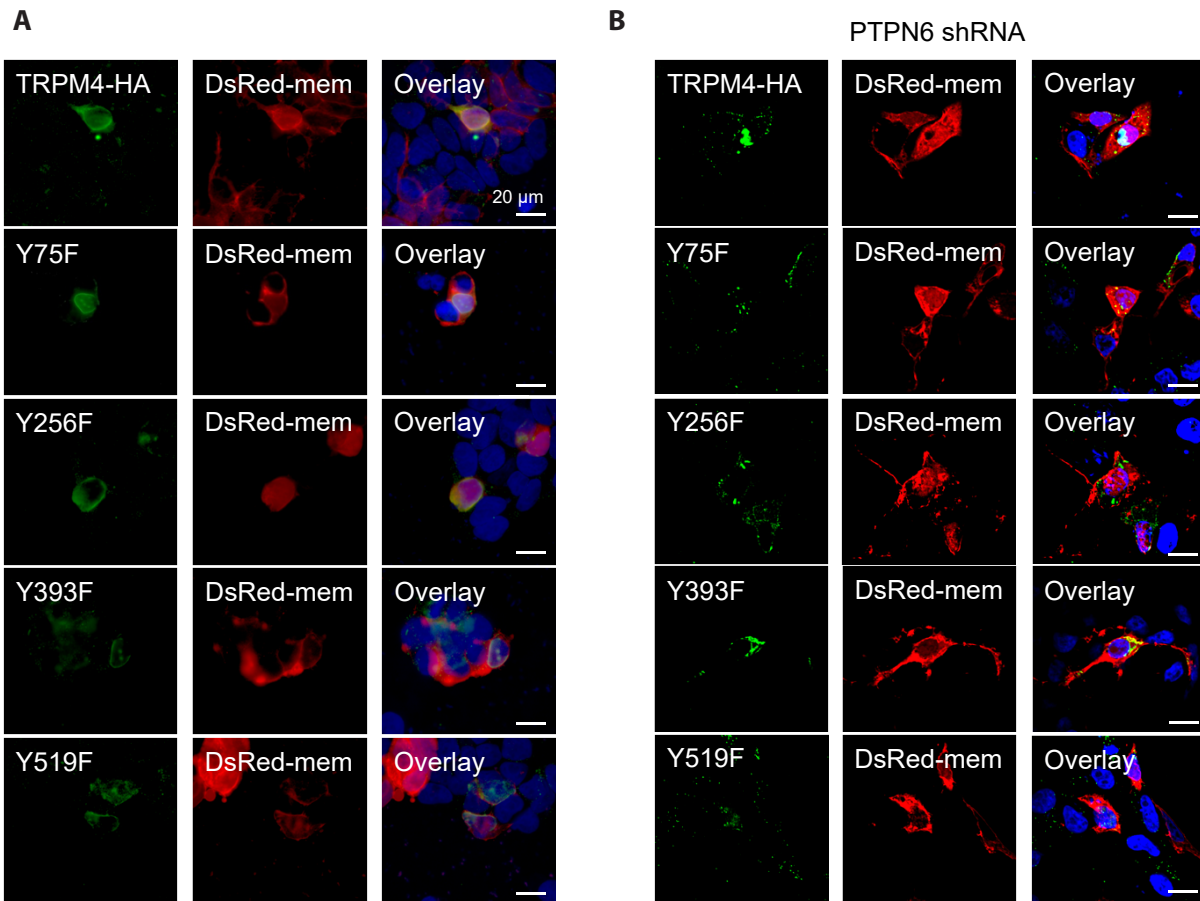 A
TRPM4-HA DsRed-mem Overlay
20 µm
Y75F DsRed-mem Overlay
Y256F DsRed-mem Overlay
Y393F DsRed-mem Overlay
Y519F DsRed-mem Overlay
B
PTPN6 shRNA
TRPM4-HA DsRed-mem Overlay
Y75F DsRed-mem Overlay
Y256F DsRed-mem Overlay
Y393F DsRed-mem Overlay
Y519F DsRed-mem Overlay